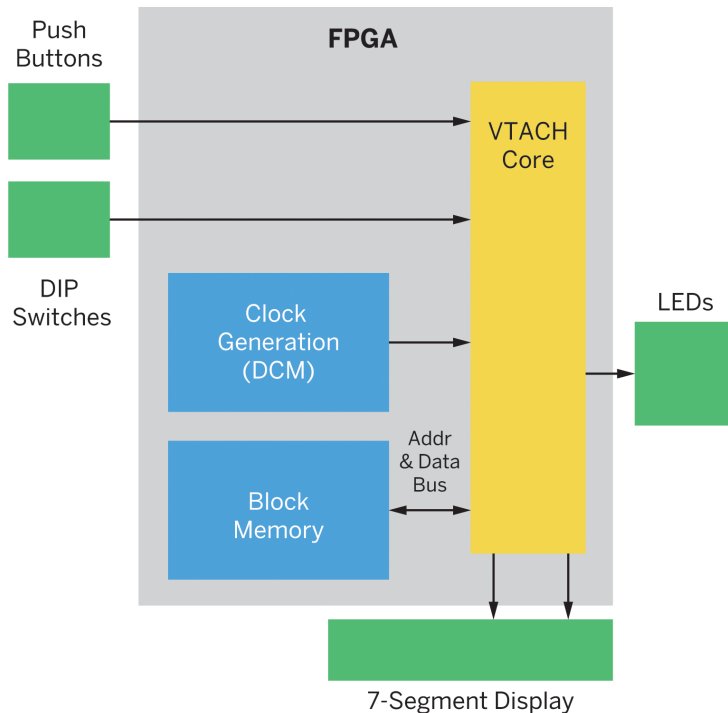 Push
Buttons
FPGA
VTACH
Core
DIP
Switches
Clock
Generation
(DCM)
LEDs
Addr
& Data
Bus
Block
Memory
7-Segment Display